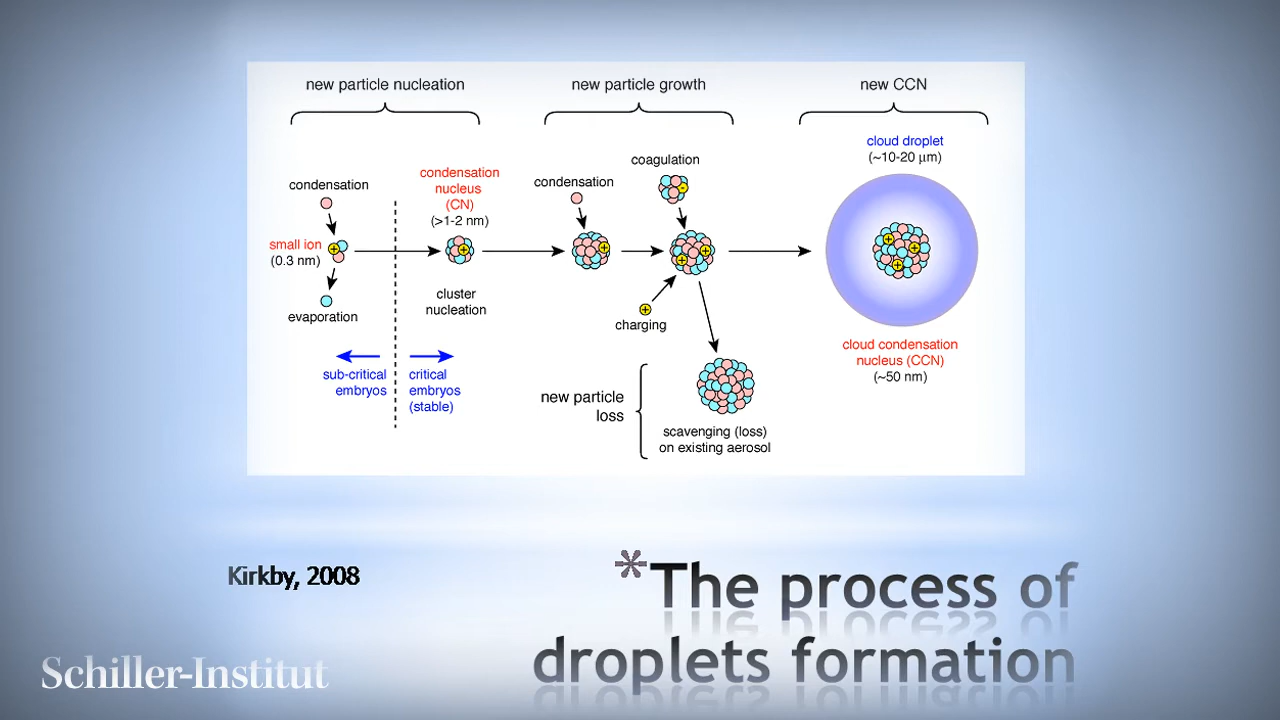 new particle nucleation
new particle growth
new CCN
condensation
small ion
(0.3 nm)
evaporation
condensation
nucleus
(CN)
(>1-2 nm)
cluster
nucleation
sub-critical
embryos
critical
embryos
(stable)
condensation
coagulation
charging
new particle
loss
scavenging (loss)
on existing aerosol
cloud droplet
(~10-20 µm)
cloud condensation
nucleus (CCN)
(~50 nm)
Kirkby, 2008
*The process of
droplets formation
Schiller-Institut